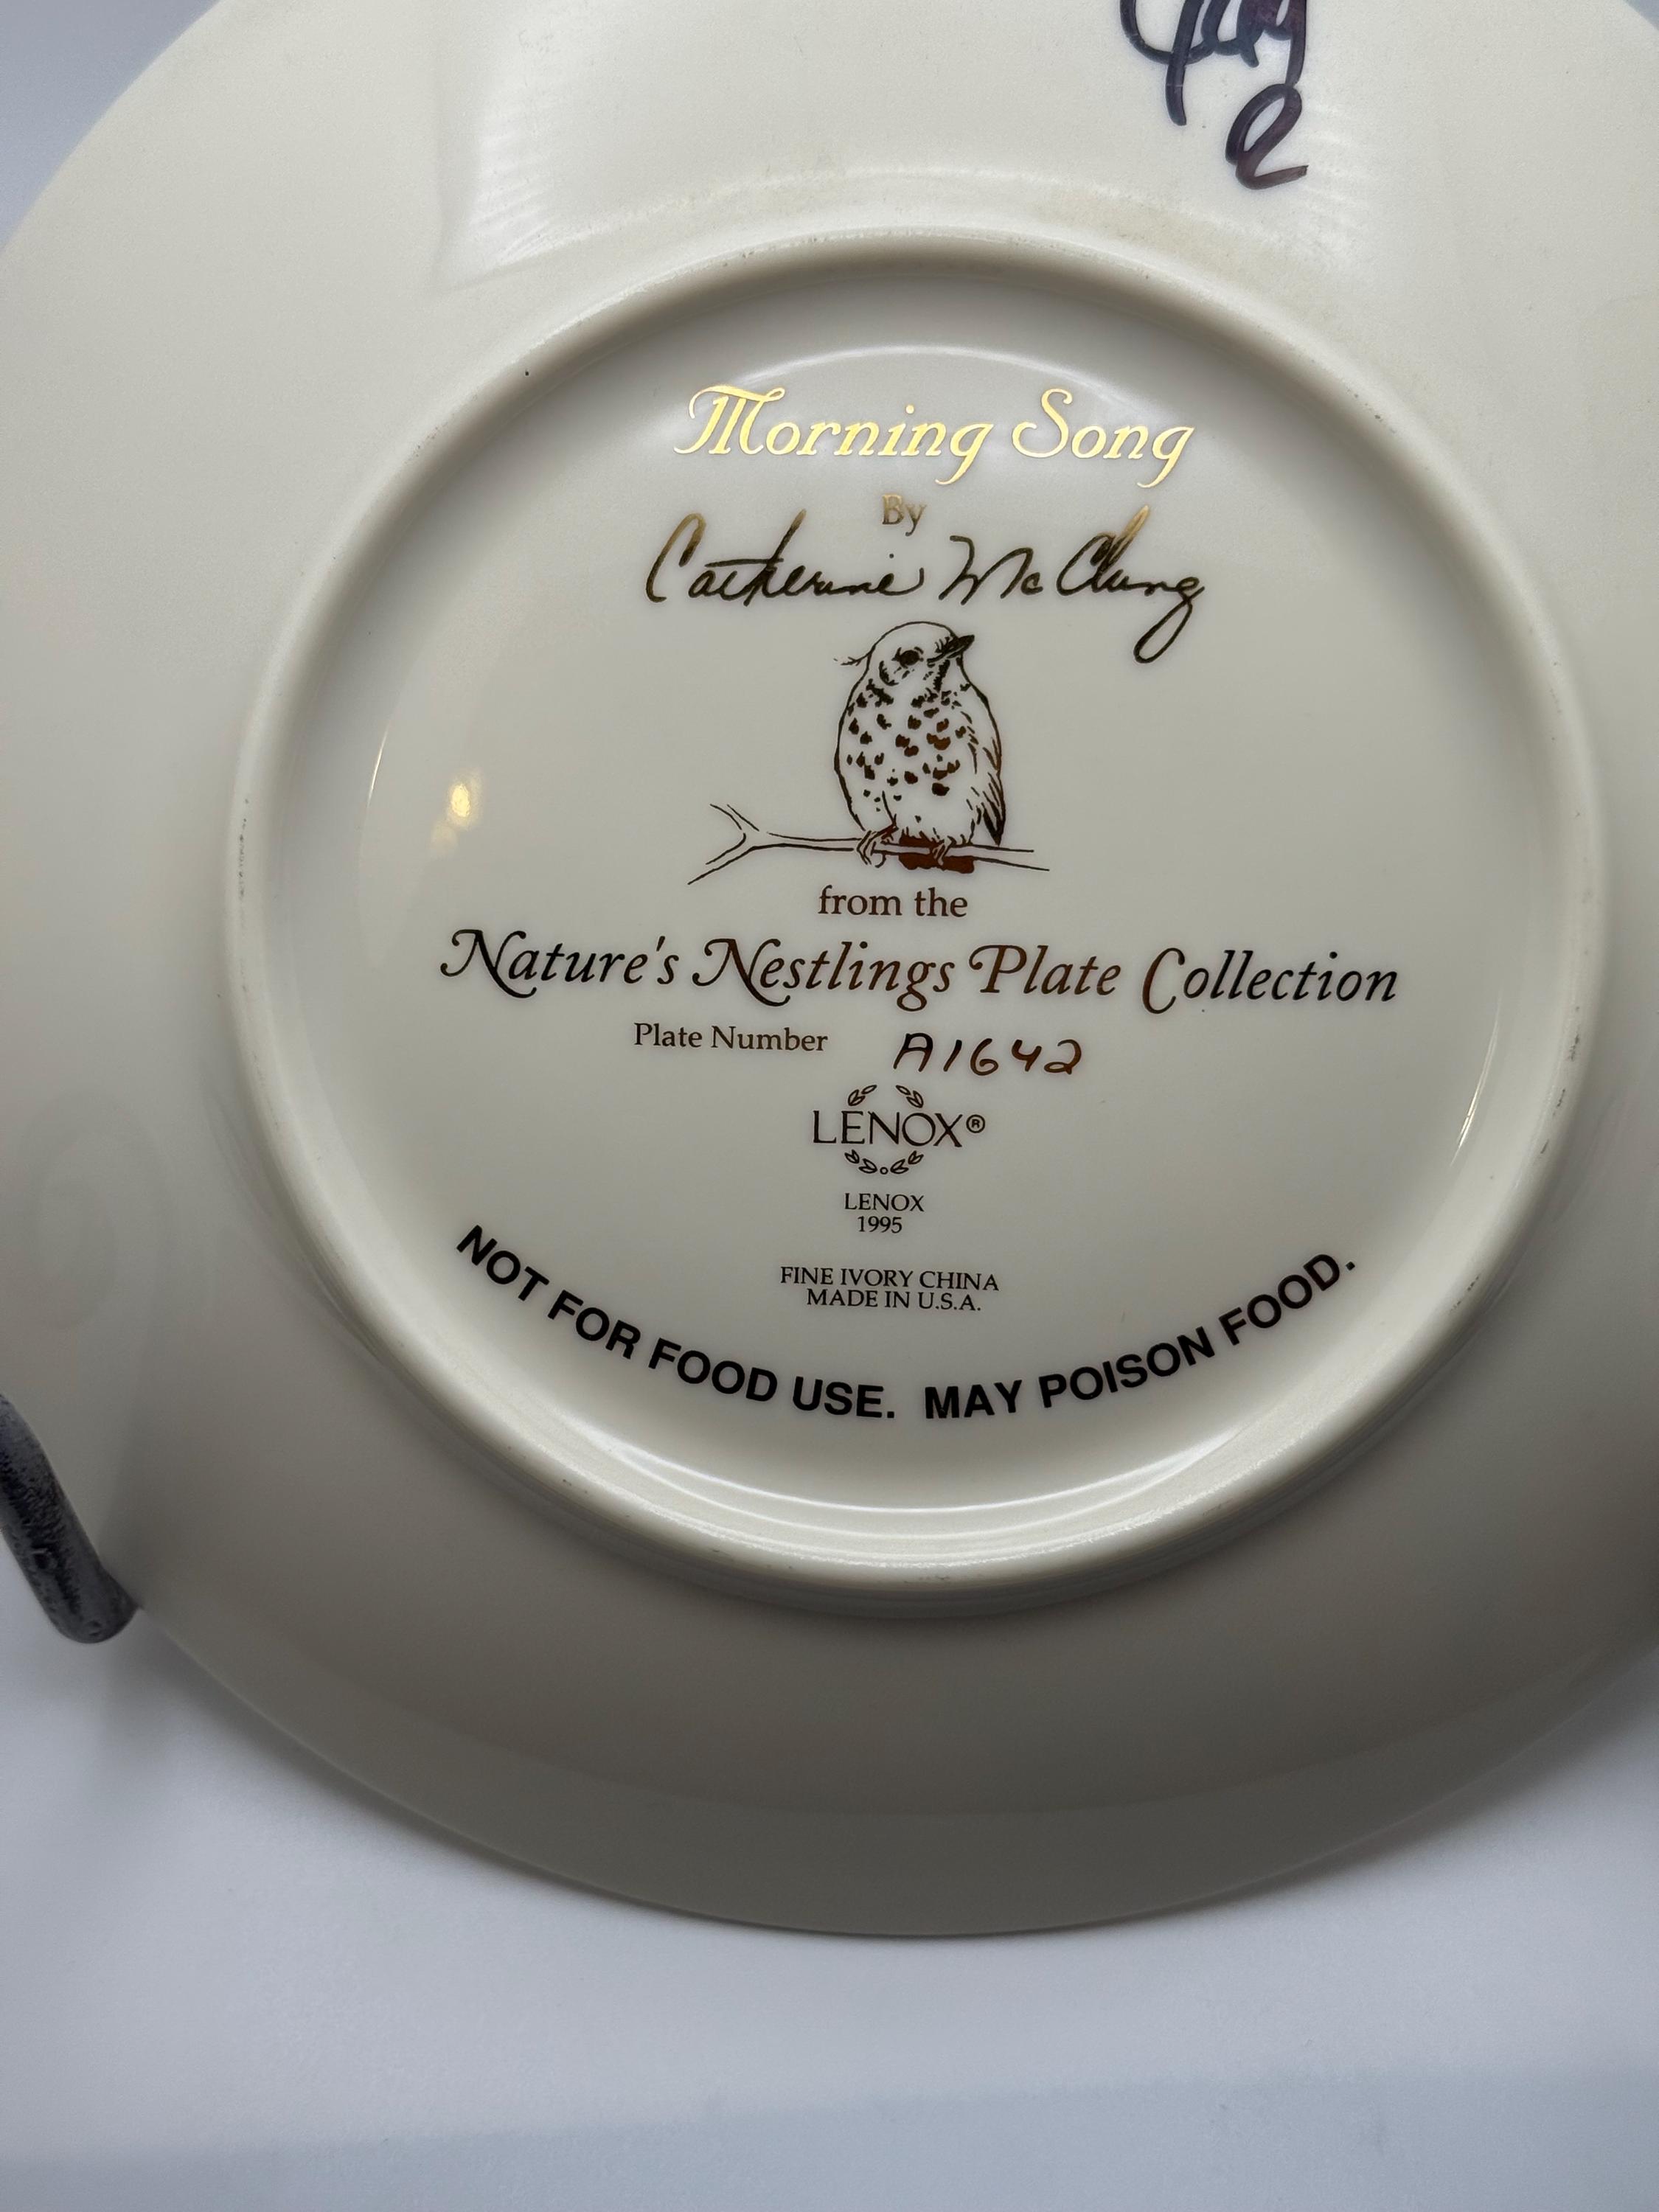 Morning Song
By
Catherine McClung
from the
Nature's Nestlings Plate Collection
Plate Number A1642
LENOX®
LENOX
1995
FINE IVORY CHINA
MADE IN U.S.A.
NOT FOR FOOD USE. MAY POISON FOOD.